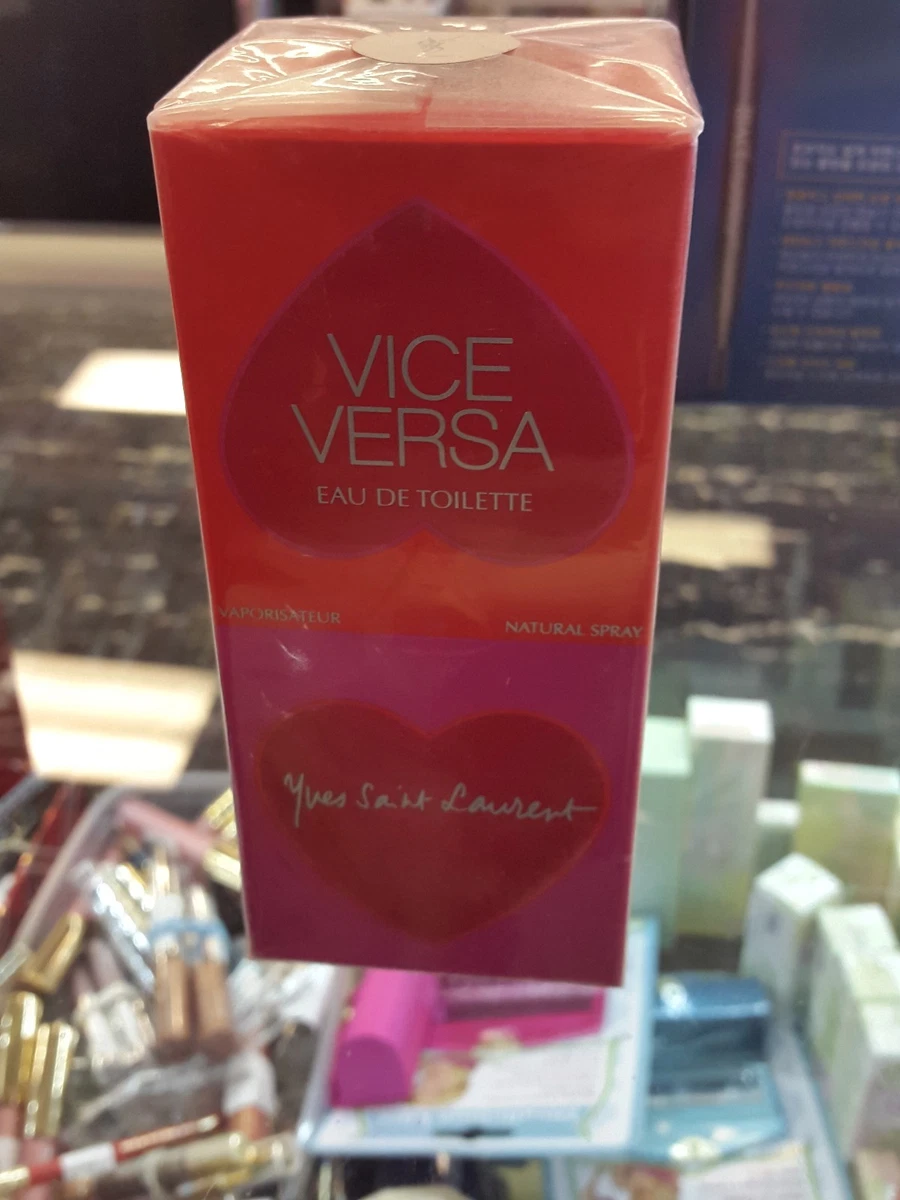 VICE
VERSA
EAU DE TOILETTE
VAPORISATEUR
NATURAL SPRAY
Yves Saint Laurent